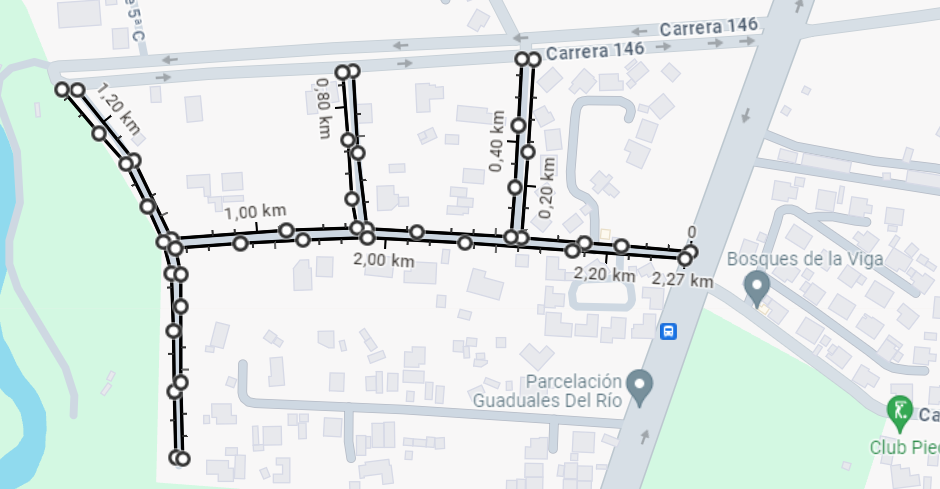 a 5ª C
Carrera 146
Carrera 146
1,20 km
0,80 km
0,40 km
0,20 km
1,00 km
0
2,00 km
2,20 km
2,27 km
Bosques de la Viga
Parcelación
Guaduales Del Río
Ca
Club Pie